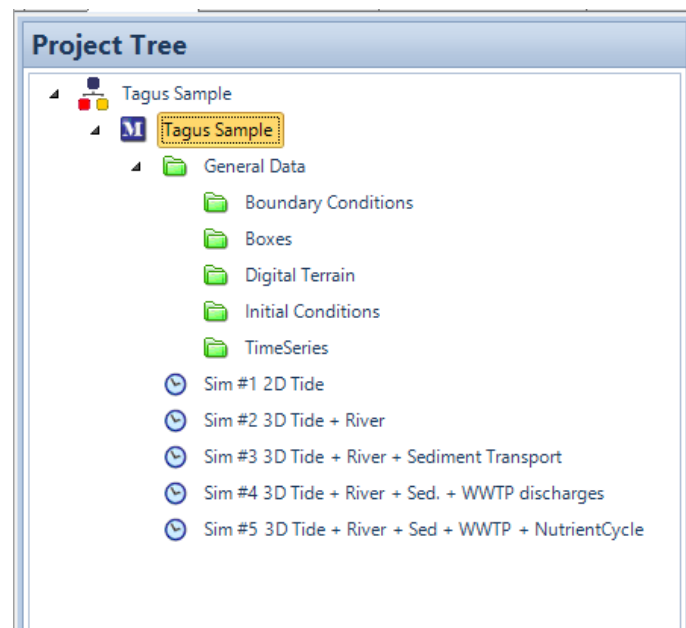 Project Tree
Tagus Sample
M Tagus Sample
General Data
Boundary Conditions
Boxes
Digital Terrain
Initial Conditions
TimeSeries
Sim #1 2D Tide
Sim #2 3D Tide + River
Sim #3 3D Tide + River + Sediment Transport
Sim #4 3D Tide + River + Sed. + WWTP discharges
Sim #5 3D Tide + River + Sed + WWTP + NutrientCycle